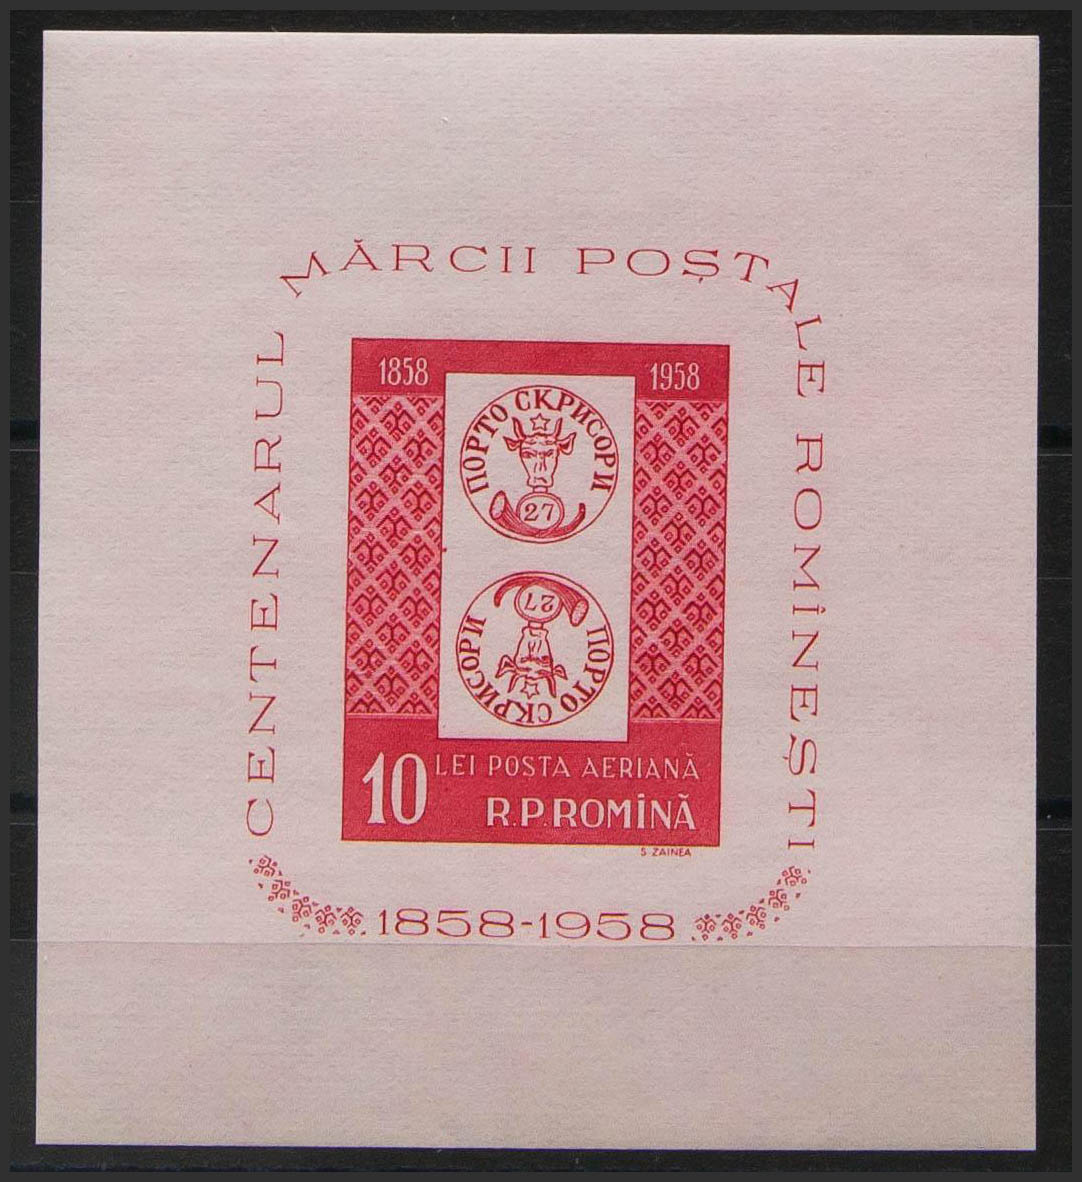 CENTENARUL MĂRCII POȘTALE ROMÎNEȘTI
1858
1958
ПОРТО СКРИСОРИ
27
27
ПОРТО СКРИСОРИ
10 LEI POSTA AERIANĂ
R.P.ROMÎNĂ
S ZAINEA
1858-1958